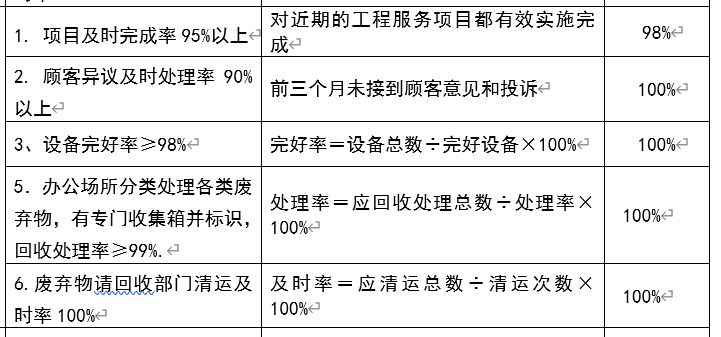 1. 项目及时完成率 95%以上
对近期的工程服务项目都有效实施完
成
98%
2. 顾客异议及时处理率 90%
以上
前三个月未接到顾客意见和投诉
100%
3、设备完好率≥98%
完好率＝设备总数÷完好设备×100%
100%
5. 办公场所分类处理各类废
弃物，有专门收集箱并标识，
回收处理率≥99%.
处理率＝应回收处理总数÷处理率×
100%
100%
6.废弃物请回收部门清运及
时率 100%
及时率＝应清运总数÷清运次数×
100%
100%